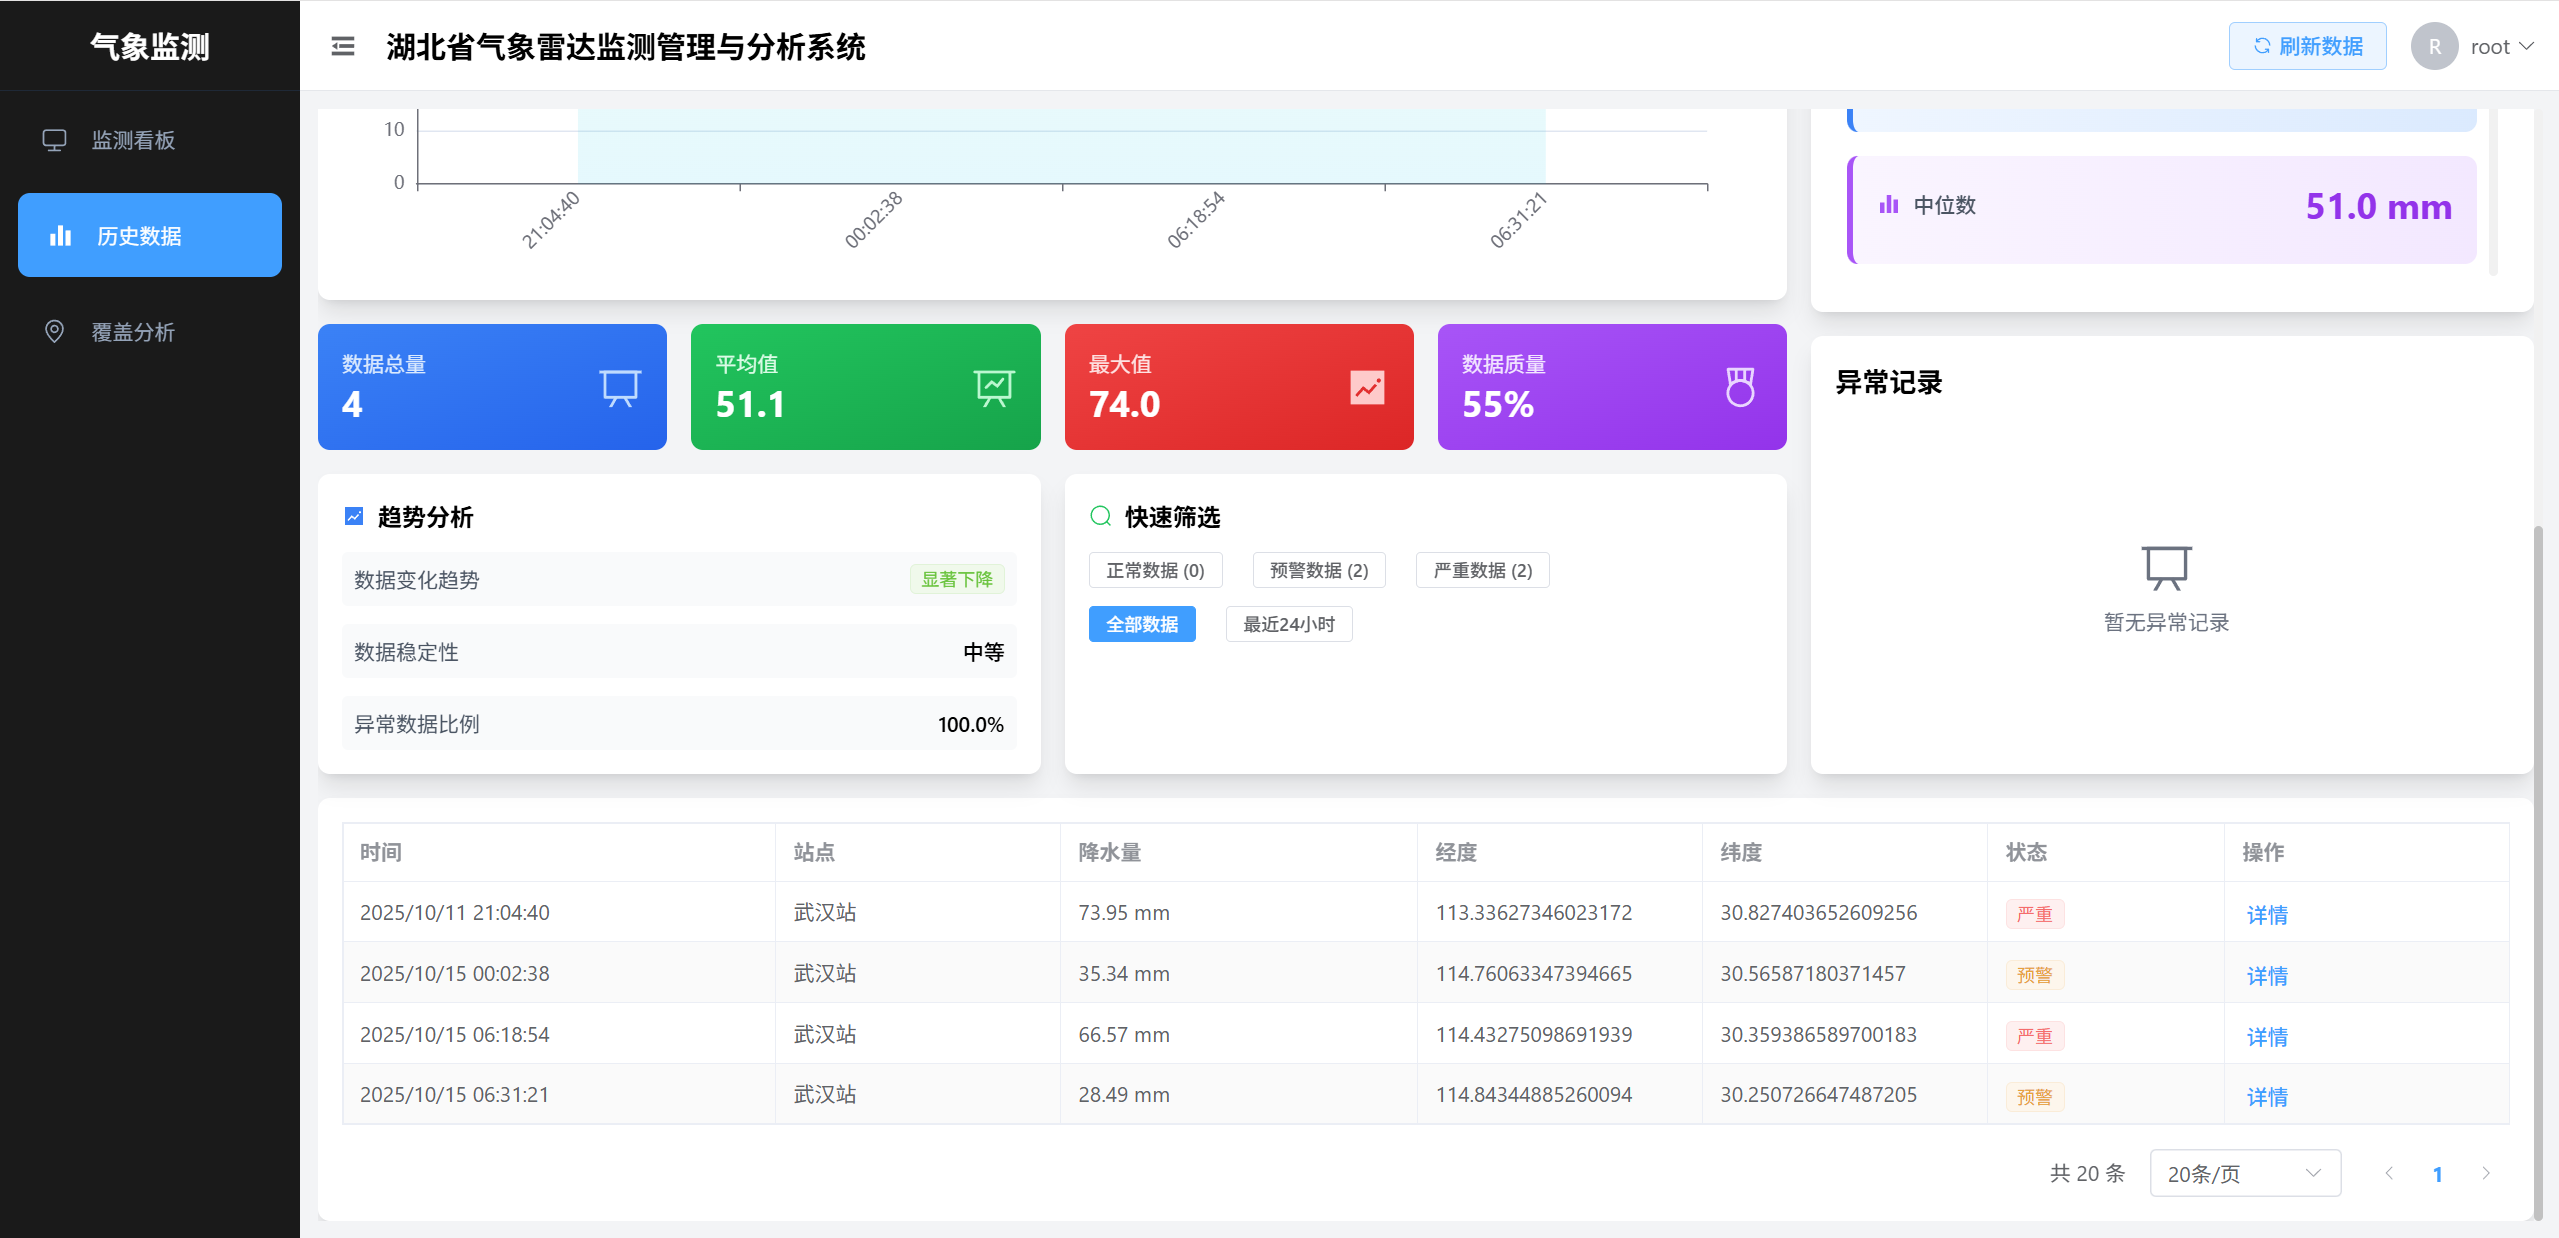 气象监测
监测看板
历史数据
覆盖分析
湖北省气象雷达监测管理与分析系统
刷新数据
R
root
10
0
21:04:40
00:02:38
06:18:54
06:31:21
中位数
51.0 mm
数据总量
4
平均值
51.1
最大值
74.0
数据质量
55%
异常记录
暂无异常记录
趋势分析
数据变化趋势 显著下降
数据稳定性 中等
异常数据比例 100.0%
快速筛选
正常数据 (0) 预警数据 (2) 严重数据 (2)
全部数据 最近24小时
时间 站点 降水量 经度 纬度 状态 操作
2025/10/11 21:04:40 武汉站 73.95 mm 113.33627346023172 30.827403652609256 严重 详情
2025/10/15 00:02:38 武汉站 35.34 mm 114.76063347394665 30.56587180371457 预警 详情
2025/10/15 06:18:54 武汉站 66.57 mm 114.43275098691939 30.359386589700183 严重 详情
2025/10/15 06:31:21 武汉站 28.49 mm 114.84344885260094 30.250726647487205 预警 详情
共 20 条 20条/页 1